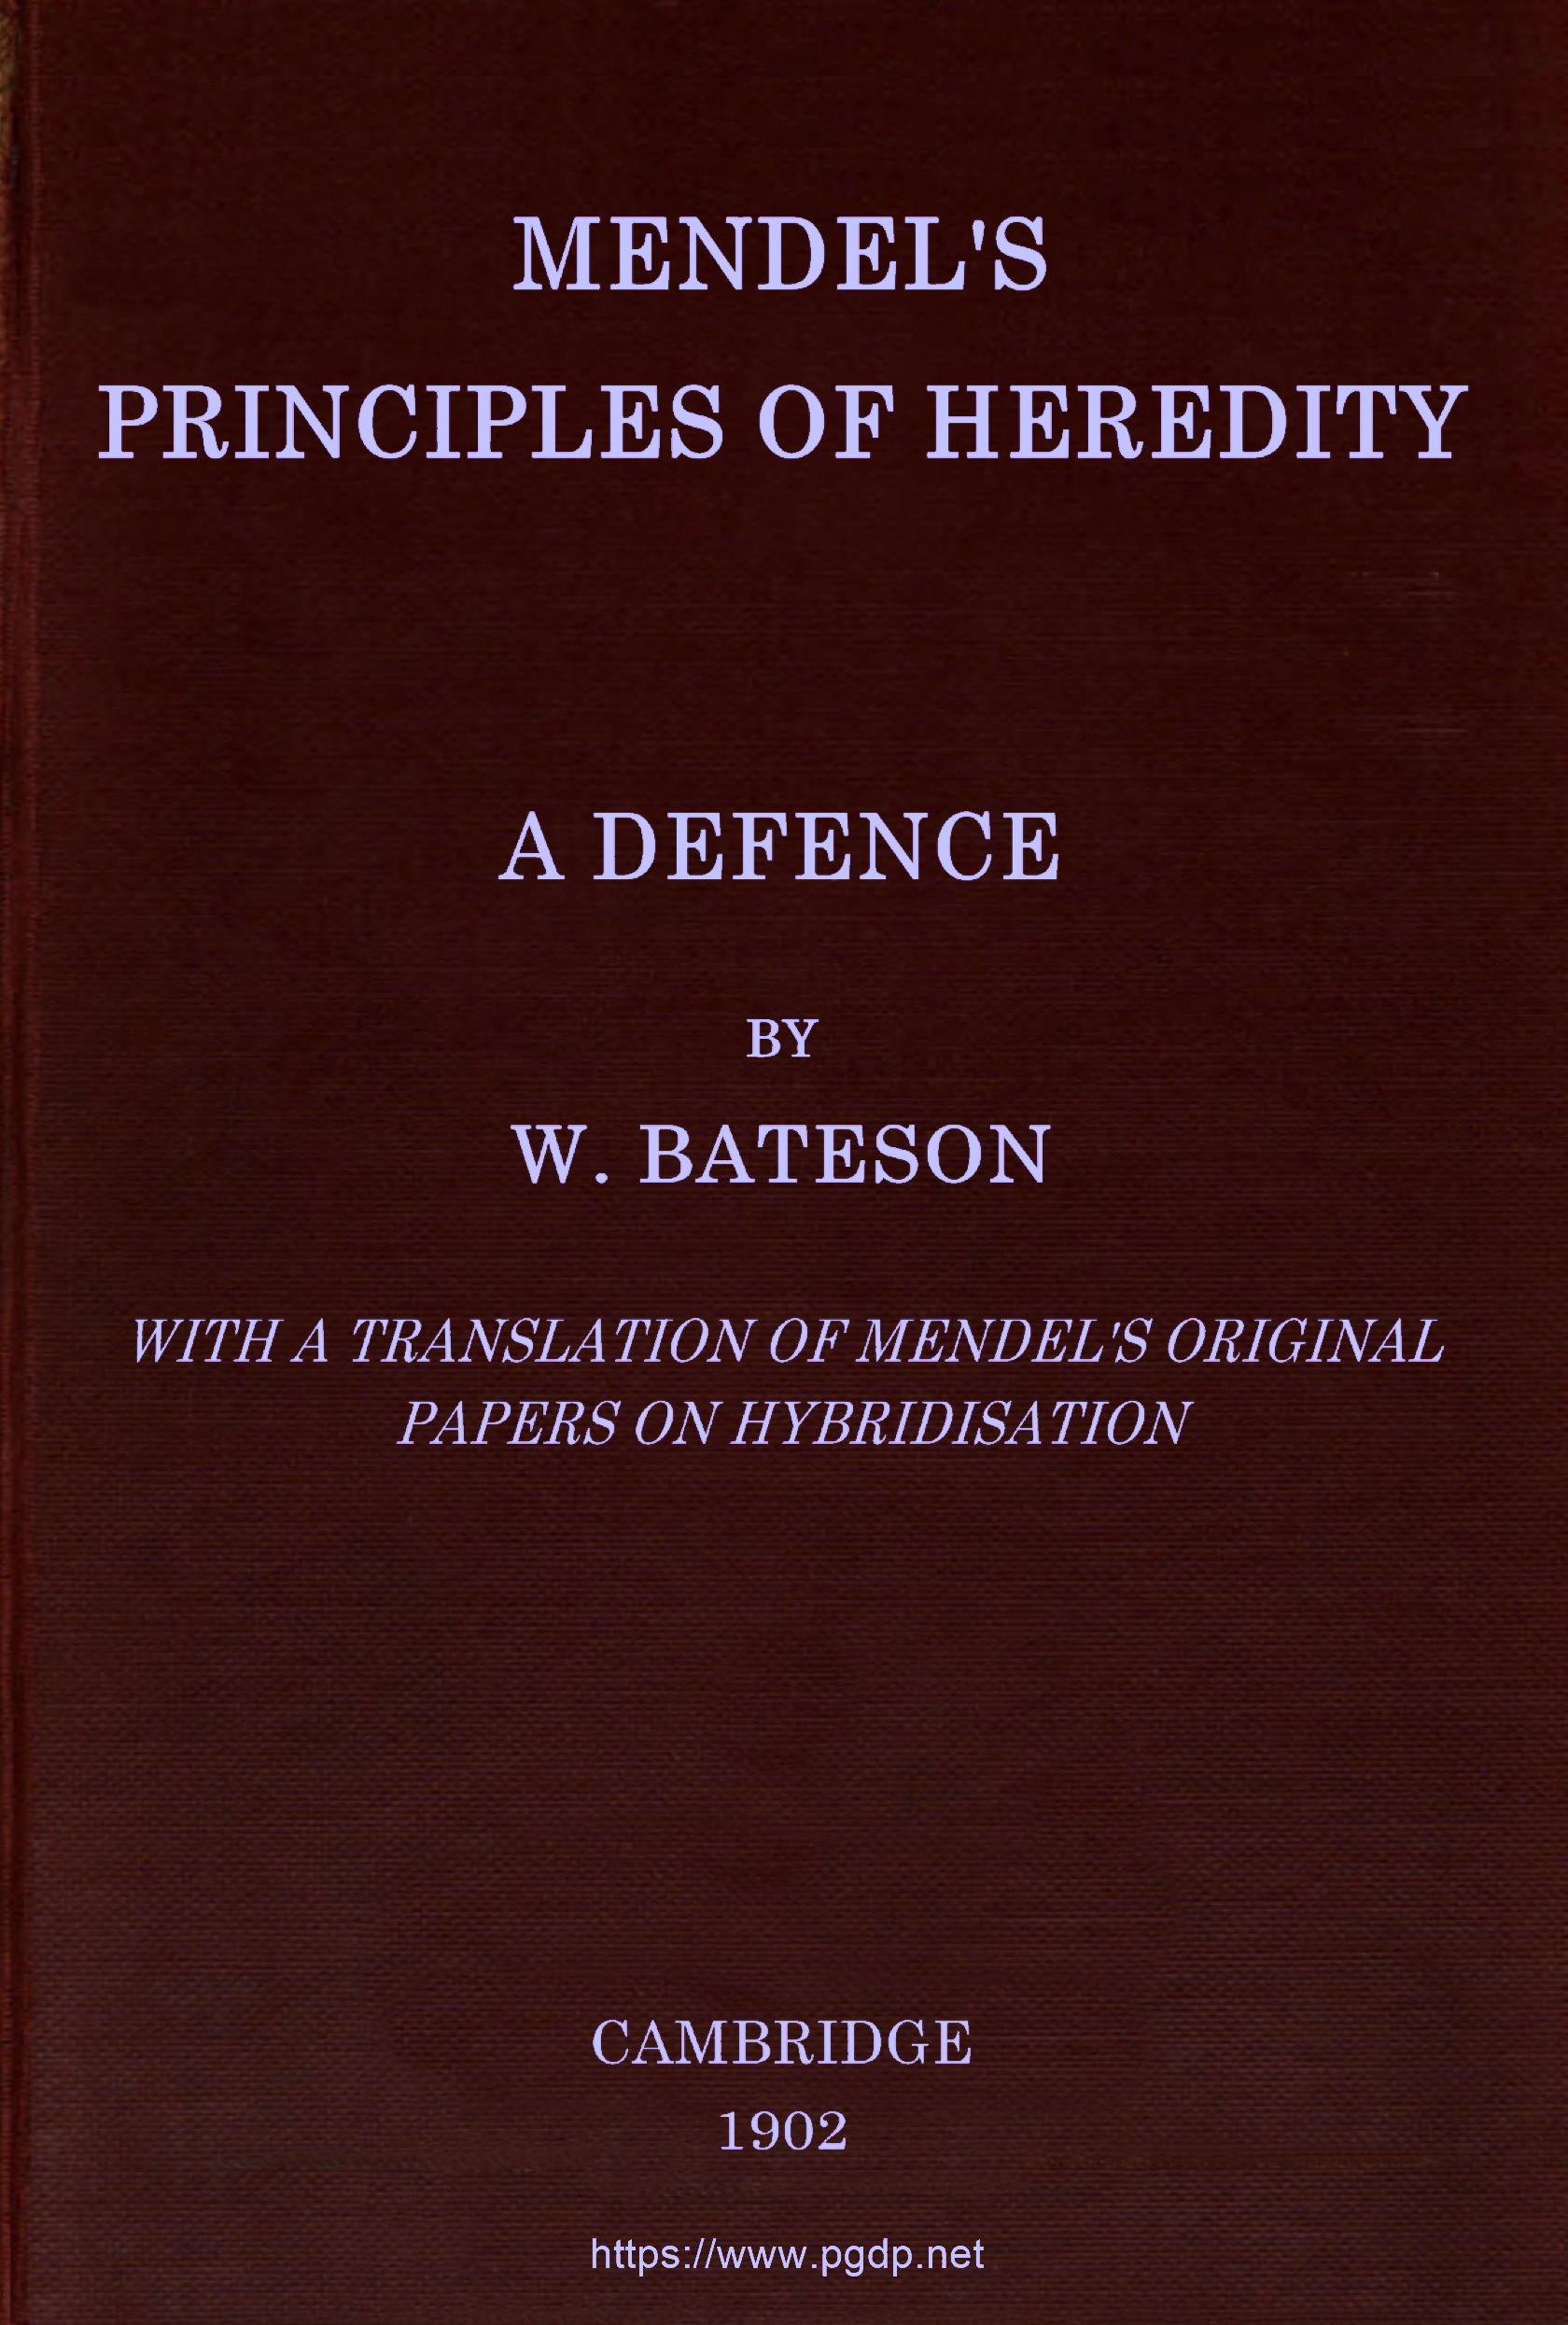 MENDEL'S
PRINCIPLES OF HEREDITY
A DEFENCE
BY
W. BATESON
WITH A TRANSLATION OF MENDEL'S ORIGINAL
PAPERS ON HYBRIDISATION
CAMBRIDGE
1902
https://www.pgdp.net